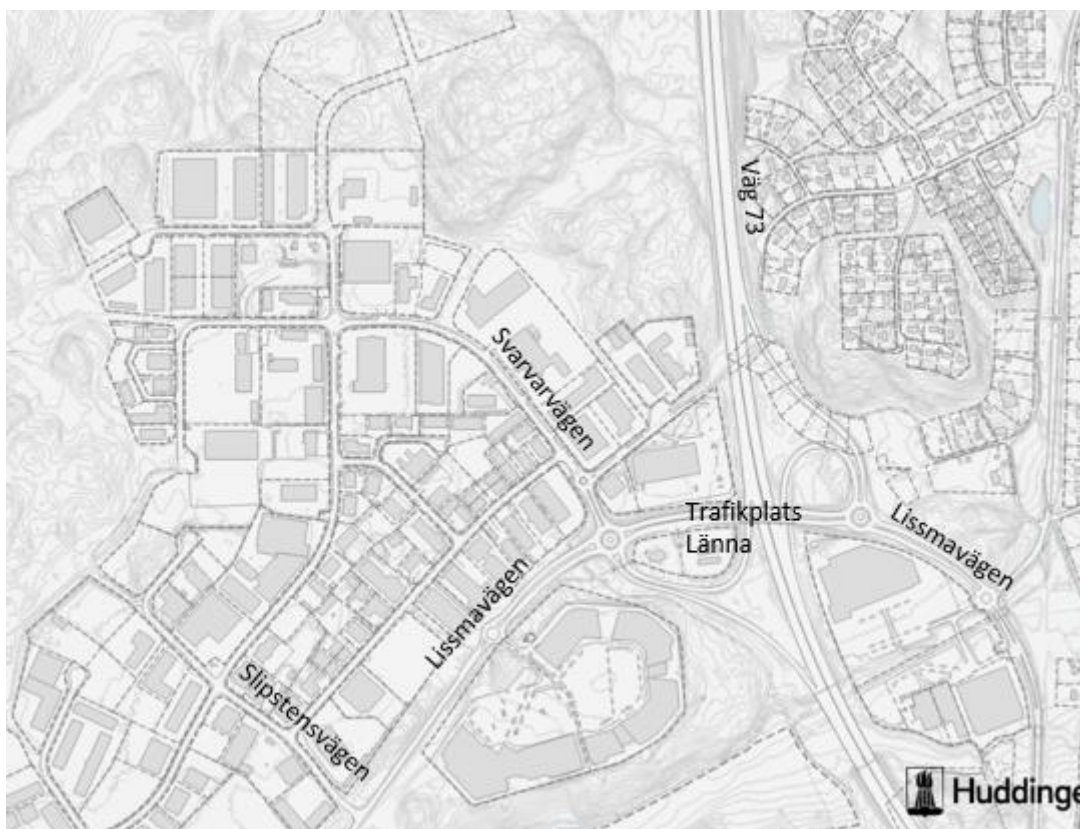 Väg 73
Svarvarvägen
Trafikplats
Länna
Lissmavägen
Lissmavägen
Slipstensvägen
Huddinge